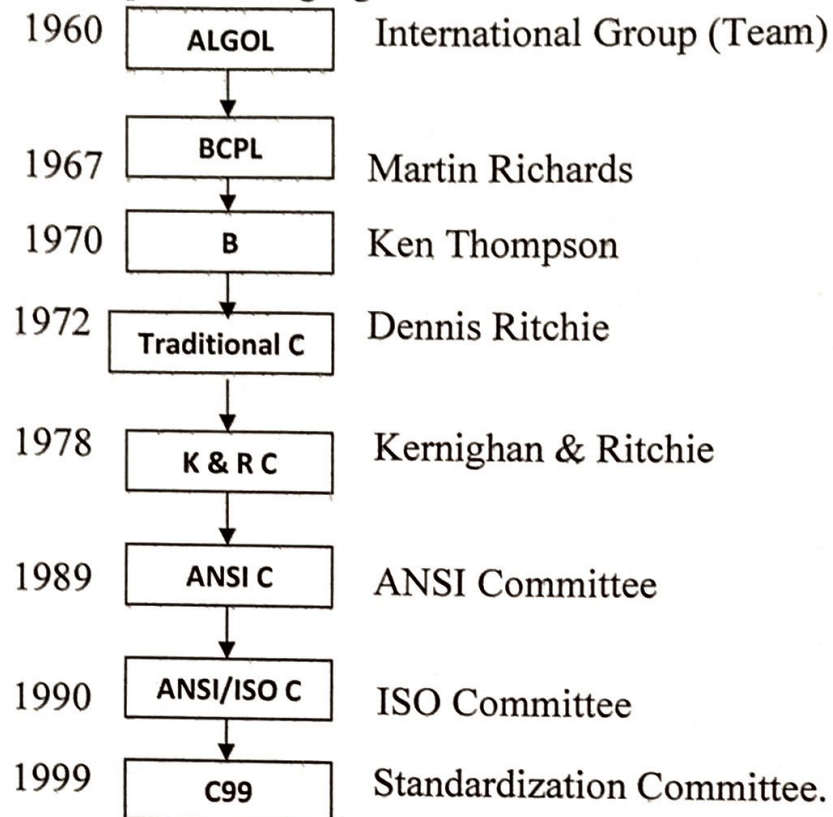 1960 ALGOL International Group (Team)
1967 BCPL Martin Richards
1970 B Ken Thompson
1972 Traditional C Dennis Ritchie
1978 K & R C Kernighan & Ritchie
1989 ANSI C ANSI Committee
1990 ANSI/ISO C ISO Committee
1999 C99 Standardization Committee.